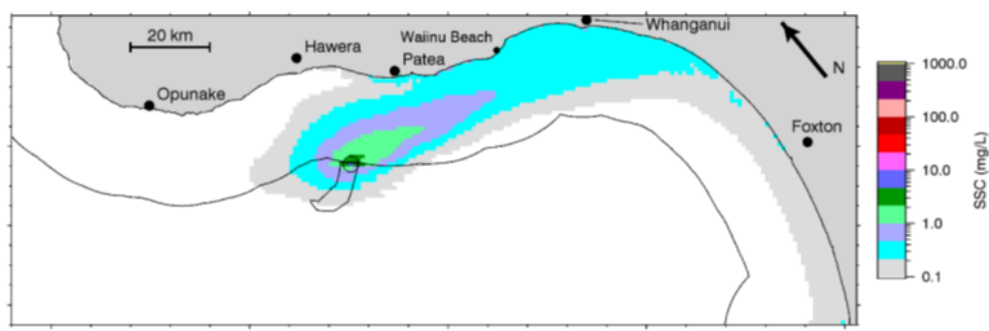 Whanganui
20 km
Waiinu Beach
Hawera
Patea
N
Opunake
Foxton
1000.0
100.0
10.0
1.0
0.1
SSC (mg/L)